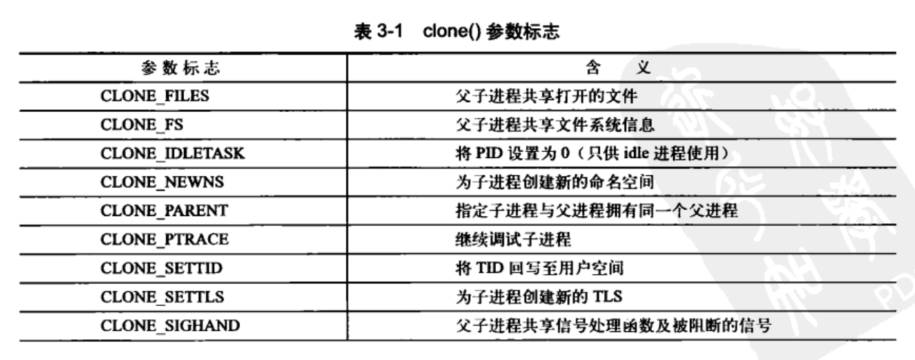 表 3-1 clone() 参数标志
参数标志 含 义
CLONE_FILES 父子进程共享打开的文件
CLONE_FS 父子进程共享文件系统信息
CLONE_IDLETASK 将 PID 设置为 0（只供 idle 进程使用）
CLONE_NEWNS 为子进程创建新的命名空间
CLONE_PARENT 指定子进程与父进程拥有同一个父进程
CLONE_PTRACE 继续调试子进程
CLONE_SETTID 将 TID 回写至用户空间
CLONE_SETTLS 为子进程创建新的 TLS
CLONE_SIGHAND 父子进程共享信号处理函数及被阻断的信号
PD